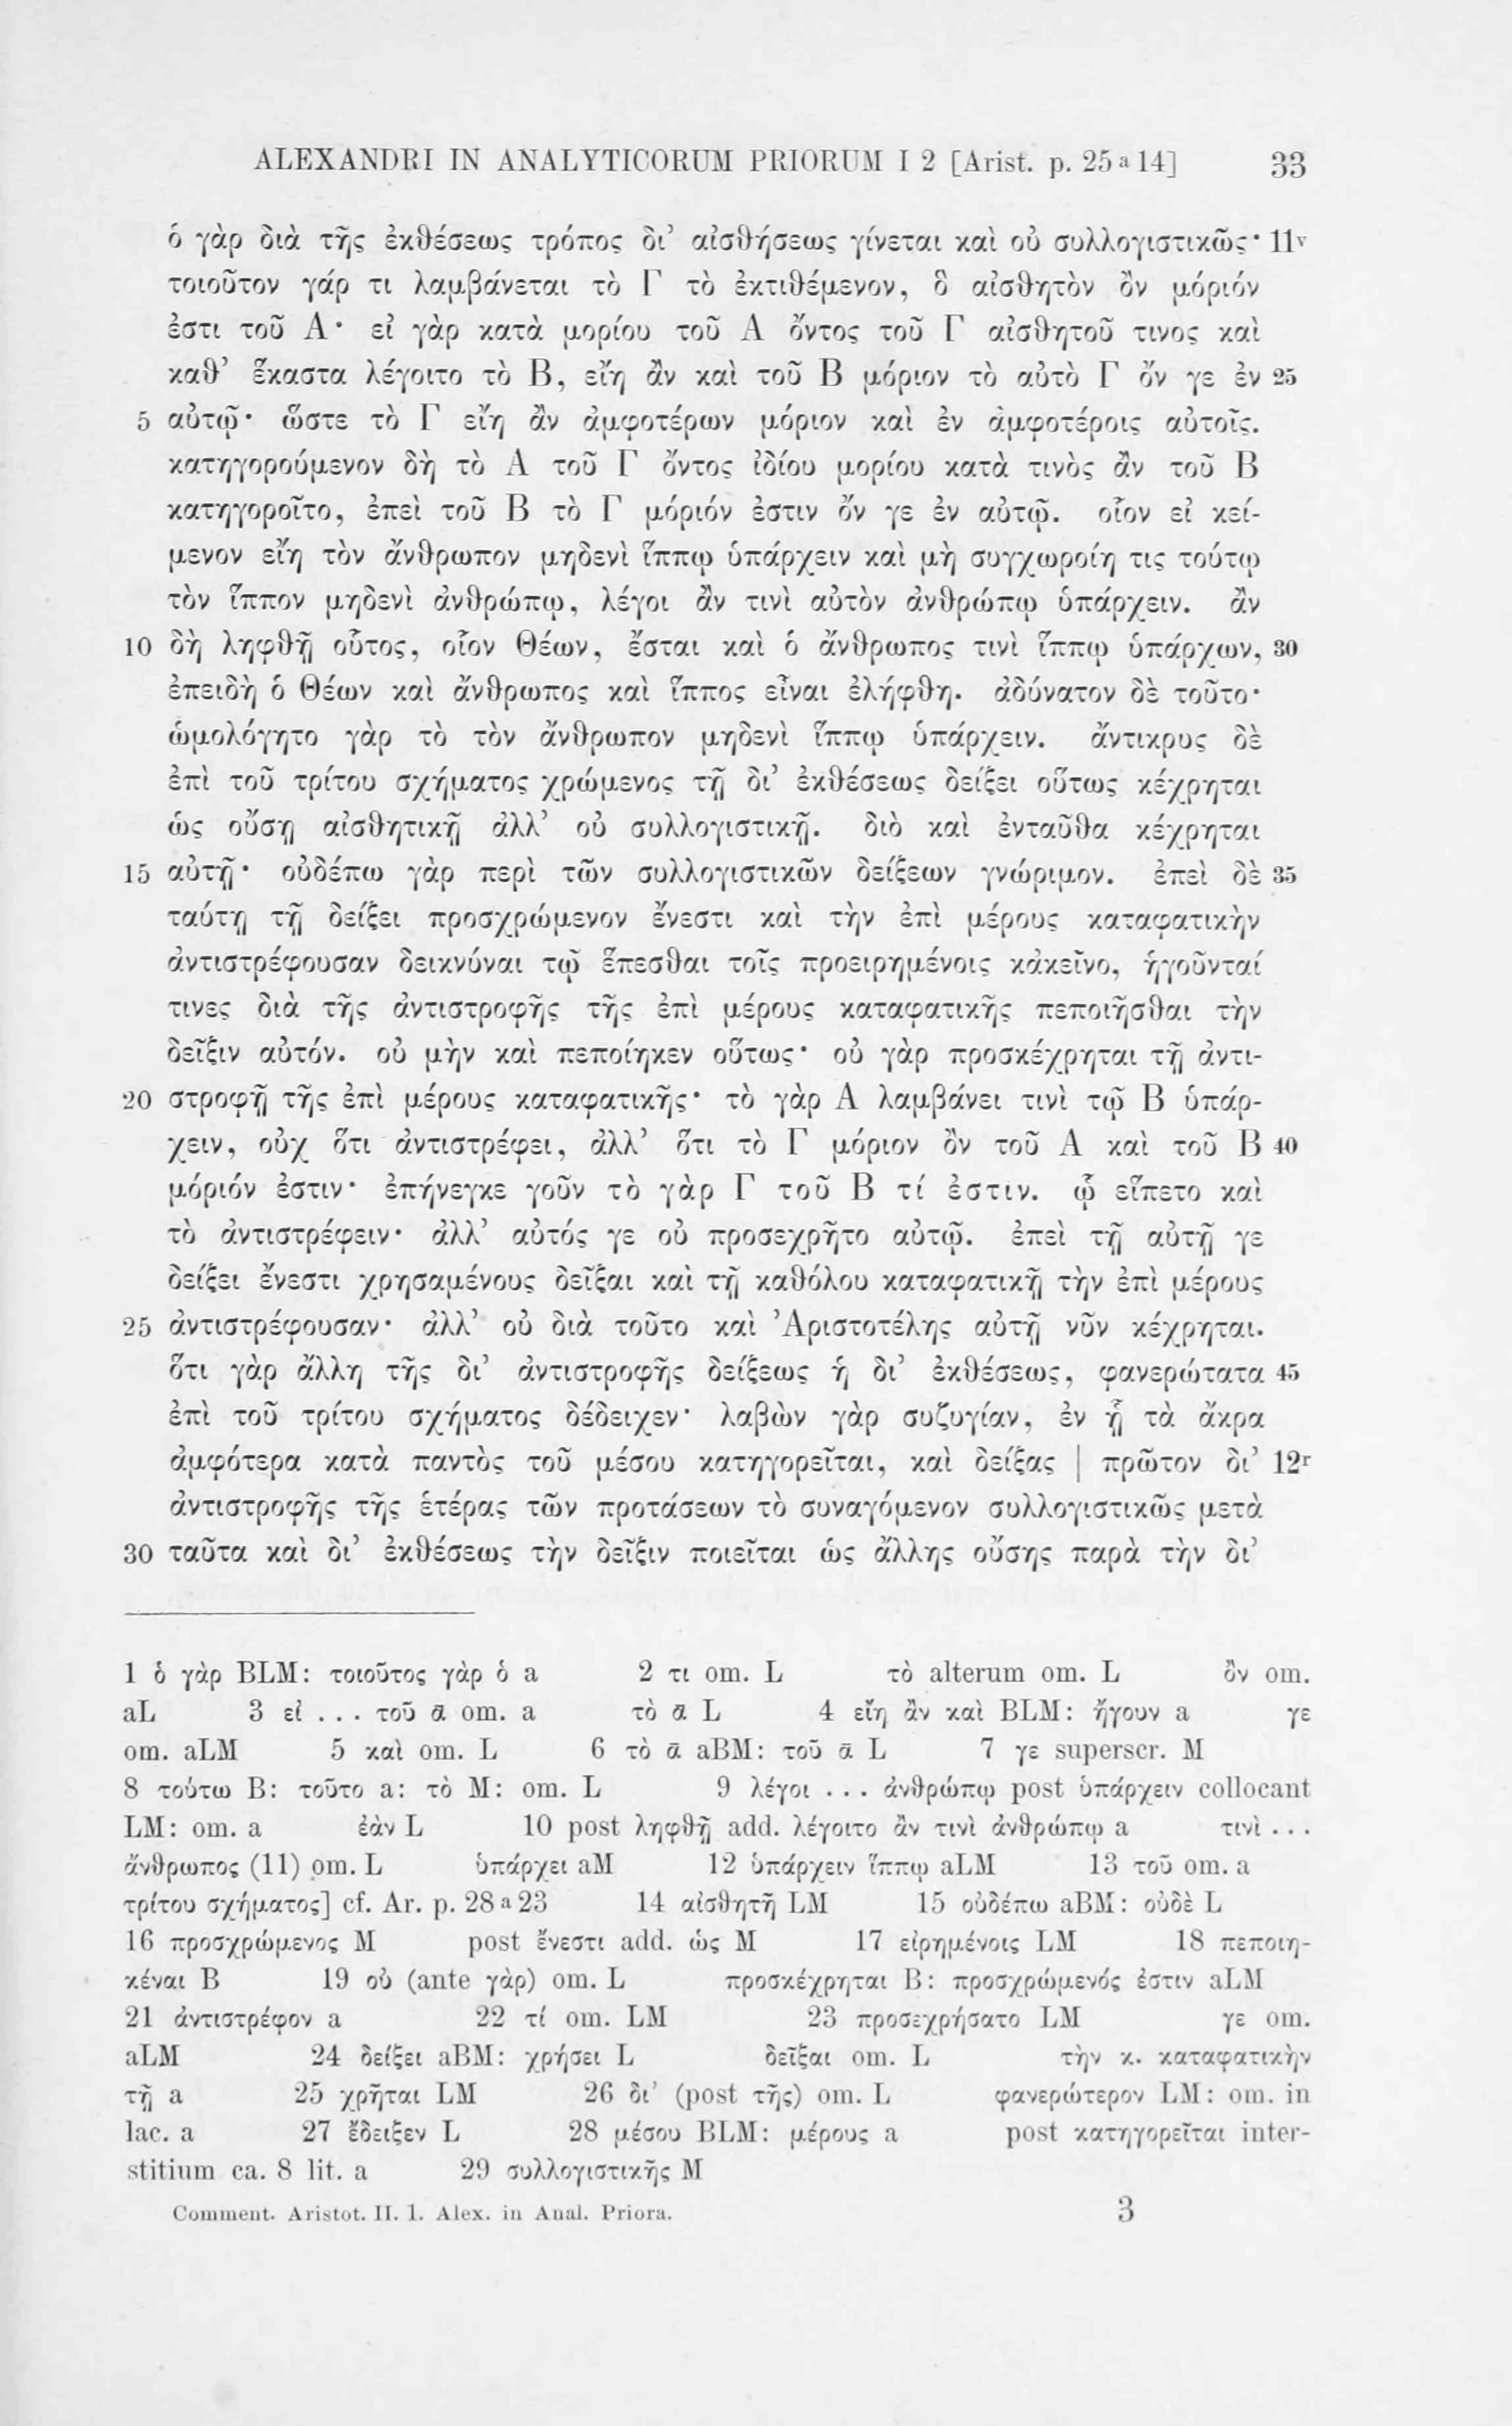 ALEXANDRI IN ANALYTICORUM PRIORUM I 2 [Arist. p. 25 a 14] 33
ὁ γὰρ διὰ τῆς ἐκθέσεως τρόπος δι’ αἰσθήσεως γίνεται καὶ οὐ συλλογιστικῶς· 11v
τοιοῦτον γάρ τι λαμβάνεται τὸ Γ τὸ ἐκτιθέμενον, ὃ αἰσθητὸν ὂν μόριόν
ἐστι τοῦ Α· εἰ γὰρ κατὰ μορίου τοῦ Α ὄντος τοῦ Γ αἰσθητοῦ τινος καὶ
καθ’ ἕκαστα λέγοιτο τὸ Β, εἴη ἂν καὶ τοῦ Β μόριον τὸ αὐτὸ Γ ὄν γε ἐν 25
5 αὐτῷ· ὥστε τὸ Γ εἴη ἂν ἀμφοτέρων μόριον καὶ ἐν ἀμφοτέροις αὐτοῖς.
κατηγορούμενον δὴ τὸ Α τοῦ Γ ὄντος ἰδίου μορίου κατὰ τινὸς ἂν τοῦ Β
κατηγοροῖτο, ἐπεὶ τοῦ Β τὸ Γ μόριόν ἐστιν ὄν γε ἐν αὐτῷ. οἷον εἰ κεί-
μενον εἴη τὸν ἄνθρωπον μηδενὶ ἵππῳ ὑπάρχειν καὶ μὴ συγχωροίη τις τούτῳ
τὸν ἵππον μηδενὶ ἀνθρώπῳ, λέγοι ἂν τινὶ αὐτὸν ἀνθρώπῳ ὑπάρχειν. ἂν
10 δὴ ληφθῇ οὗτος, οἷον Θέων, ἔσται καὶ ὁ ἄνθρωπος τινὶ ἵππῳ ὑπάρχων, 30
ἐπειδὴ ὁ Θέων καὶ ἄνθρωπος καὶ ἵππος εἶναι ἐλήφθη. ἀδύνατον δὲ τοῦτο·
ὡμολόγητο γὰρ τὸ τὸν ἄνθρωπον μηδενὶ ἵππῳ ὑπάρχειν. ἄντικρυς δὲ
ἐπὶ τοῦ τρίτου σχήματος χρώμενος τῇ δι’ ἐκθέσεως δείξει οὕτως κέχρηται
ὡς οὔσῃ αἰσθητικῇ ἀλλ’ οὐ συλλογιστικῇ. διὸ καὶ ἐνταῦθα κέχρηται
15 αὐτῇ· οὐδέπω γὰρ περὶ τῶν συλλογιστικῶν δείξεων γνώριμον. ἐπεὶ δὲ 35
ταύτῃ τῇ δείξει προσχρώμενον ἔνεστι καὶ τὴν ἐπὶ μέρους καταφατικὴν
ἀντιστρέφουσαν δεικνύναι τῷ ἕπεσθαι τοῖς προειρημένοις κἀκεῖνο, ἡγοῦνταί
τινες διὰ τῆς ἀντιστροφῆς τῆς ἐπὶ μέρους καταφατικῆς πεποιῆσθαι τὴν
δεῖξιν αὐτόν. οὐ μὴν καὶ πεποίηκεν οὕτως· οὐ γὰρ προσκέχρηται τῇ ἀντι-
20 στροφῇ τῆς ἐπὶ μέρους καταφατικῆς· τὸ γὰρ Α λαμβάνει τινὶ τῷ Β ὑπάρ-
χειν, οὐχ ὅτι ἀντιστρέφει, ἀλλ’ ὅτι τὸ Γ μόριον ὂν τοῦ Α καὶ τοῦ Β 40
μόριόν ἐστιν· ἐπήνεγκε γοῦν τὸ γὰρ Γ τοῦ Β τί ἐστιν. ᾧ εἵπετο καὶ
τὸ ἀντιστρέφειν· ἀλλ’ αὐτός γε οὐ προσεχρῆτο αὐτῷ. ἐπεὶ τῇ αὐτῇ γε
δείξει ἔνεστι χρησαμένους δεῖξαι καὶ τῇ καθόλου καταφατικῇ τὴν ἐπὶ μέρους
25 ἀντιστρέφουσαν· ἀλλ’ οὐ διὰ τοῦτο καὶ Ἀριστοτέλης αὐτῇ νῦν κέχρηται.
ὅτι γὰρ ἄλλη τῆς δι’ ἀντιστροφῆς δείξεως ἡ δι’ ἐκθέσεως, φανερώτατα 45
ἐπὶ τοῦ τρίτου σχήματος δέδειχεν· λαβὼν γὰρ συζυγίαν, ἐν ᾗ τὰ ἄκρα
ἀμφότερα κατὰ παντὸς τοῦ μέσου κατηγορεῖται, καὶ δείξας | πρῶτον δι’ 12r
ἀντιστροφῆς τῆς ἑτέρας τῶν προτάσεων τὸ συναγόμενον συλλογιστικῶς μετὰ
30 ταῦτα καὶ δι’ ἐκθέσεως τὴν δεῖξιν ποιεῖται ὡς ἄλλης οὔσης παρὰ τὴν δι’
1 ὁ γὰρ BLM: τοιοῦτος γὰρ ὁ a 2 τι om. L τὸ alterum om. L ὂν om.
aL 3 εἰ . . . τοῦ ᾱ om. a τὸ ᾱ L 4 εἴη ἂν καὶ BLM: ἤγουν a γε
om. aLM 5 καὶ om. L 6 τὸ ᾱ aBM: τοῦ ᾱ L 7 γε superscr. M
8 τούτω B: τοῦτο a: τὸ M: om. L 9 λέγοι . . . ἀνθρώπῳ post ὑπάρχειν collocant
LM: om. a ἐὰν L 10 post ληφθῇ add. λέγοιτο ἂν τινὶ ἀνθρώπῳ a τινὶ . . .
ἄνθρωπος (11) om. L ὑπάρχει aM 12 ὑπάρχειν ἵππῳ aLM 13 τοῦ om. a
τρίτου σχήματος] cf. Ar. p. 28 a 23 14 αἰσθητῇ LM 15 οὐδέπω aBM: οὐδὲ L
16 προσχρώμενος M post ἔνεστι add. ὡς M 17 εἰρημένοις LM 18 πεποιη-
κέναι B 19 οὐ (ante γὰρ) om. L προσκέχρηται B: προσχρώμενός ἐστιν aLM
21 ἀντιστρέφον a 22 τί om. LM 23 προσεχρήσατο LM γε om.
aLM 24 δείξει aBM: χρήσει L δεῖξαι om. L τὴν κ. καταφατικὴν
τῇ a 25 χρῆται LM 26 δι’ (post τῆς) om. L φανερώτερον LM: om. in
lac. a 27 ἔδειξεν L 28 μέσου BLM: μέρους a post κατηγορεῖται inter-
stitium ca. 8 lit. a 29 συλλογιστικῆς M
Comment. Aristot. II. 1. Alex. in Anal. Priora. 3